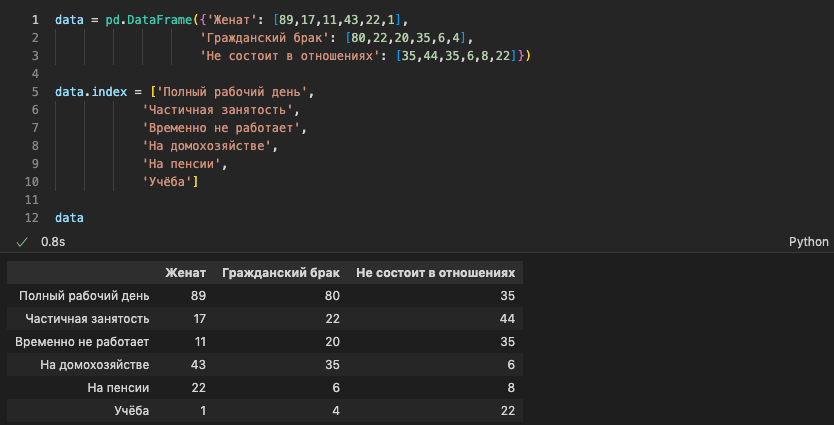 1 data = pd.DataFrame({'Женат': [89,17,11,43,22,1],
2 'Гражданский брак': [80,22,20,35,6,4],
3 'Не состоит в отношениях': [35,44,35,6,8,22]})
4
5 data.index = ['Полный рабочий день',
6 'Частичная занятость',
7 'Временно не работает',
8 'На домохозяйстве',
9 'На пенсии',
10 'Учёба']
11
12 data
✓ 0.8s Python
Женат Гражданский брак Не состоит в отношениях
Полный рабочий день 89 80 35
Частичная занятость 17 22 44
Временно не работает 11 20 35
На домохозяйстве 43 35 6
На пенсии 22 6 8
Учёба 1 4 22